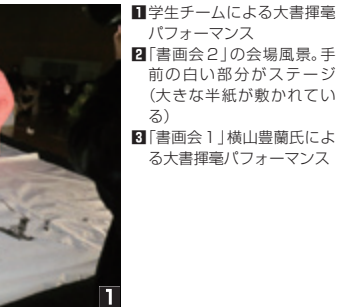 1学生チームによる大書揮毫
パフォーマンス
2「書画会２」の会場風景。手
前の白い部分がステージ
（大きな半紙が敷かれてい
る）
3「書画会１」横山豊蘭氏によ
る大書揮毫パフォーマンス
1